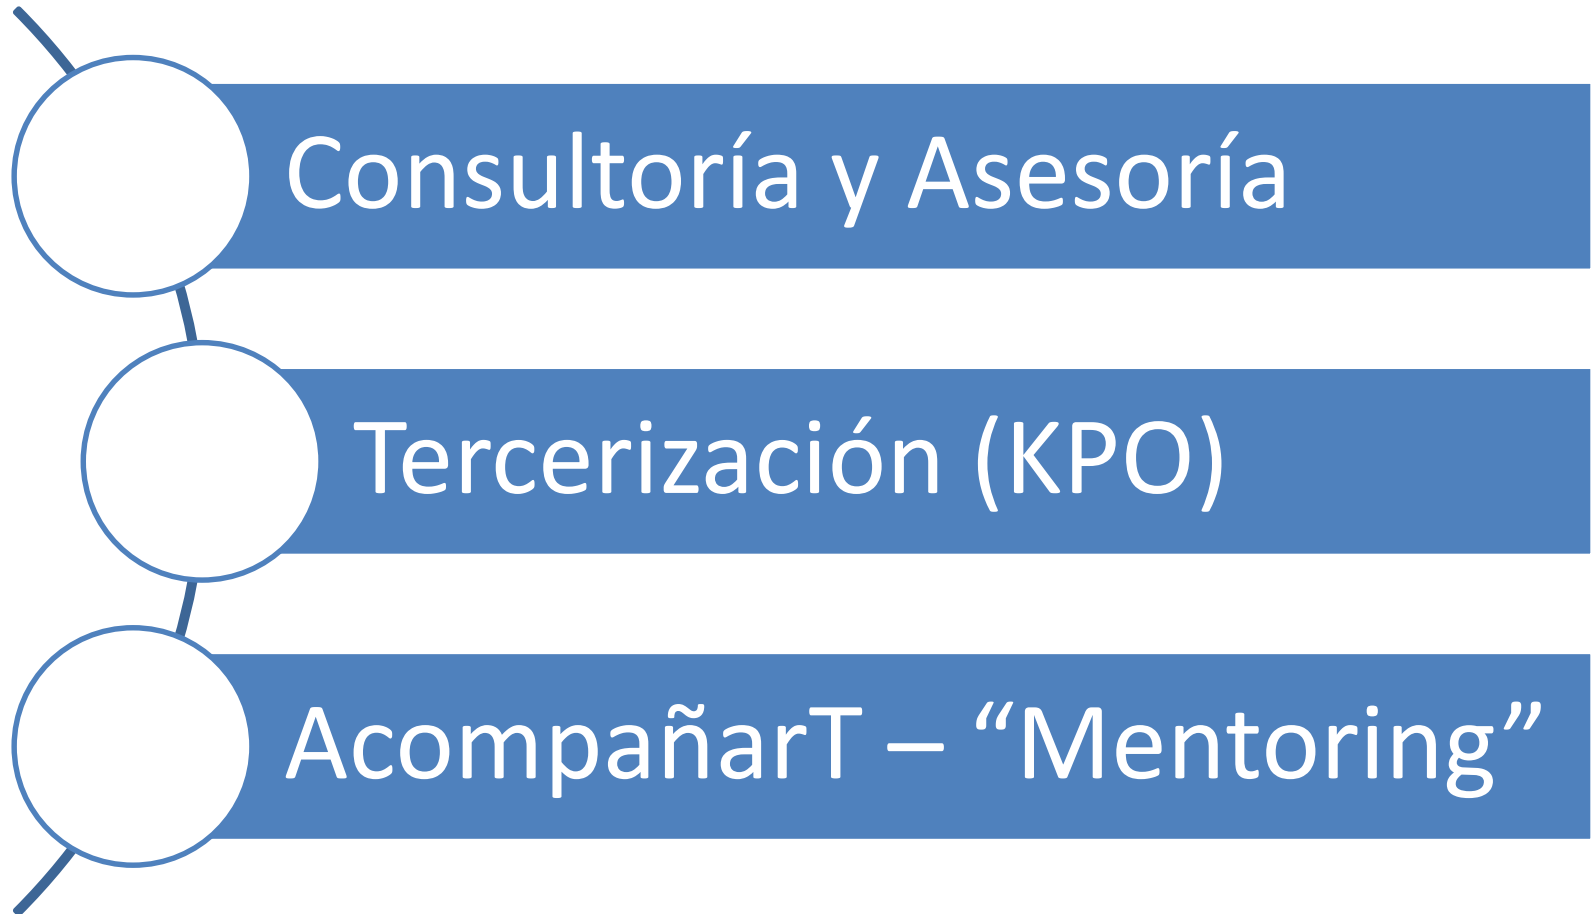 Consultoría y Asesoría
Tercerización (KPO)
AcompañarT – “Mentoring”